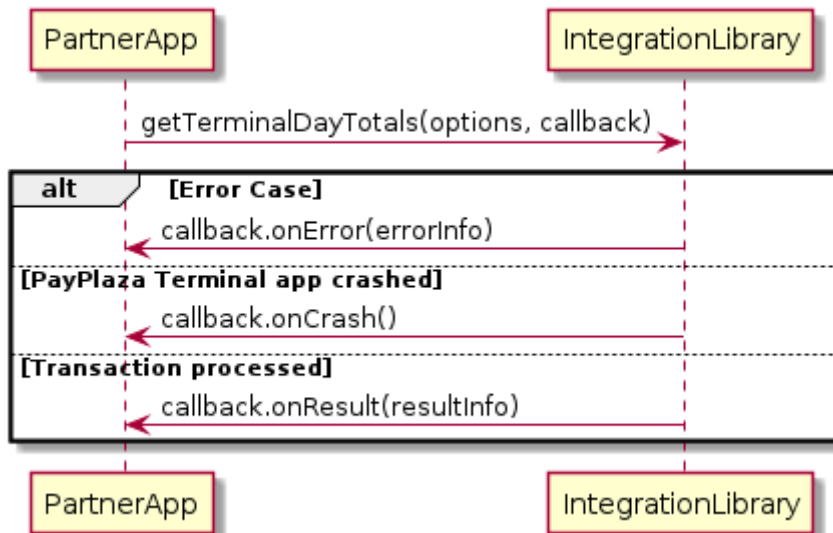 PartnerApp
IntegrationLibrary
getTerminalDayTotals(options, callback)
alt
[Error Case]
callback.onError(errorInfo)
[PayPlaza Terminal app crashed]
callback.onCrash()
[Transaction processed]
callback.onResult(resultInfo)
PartnerApp
IntegrationLibrary